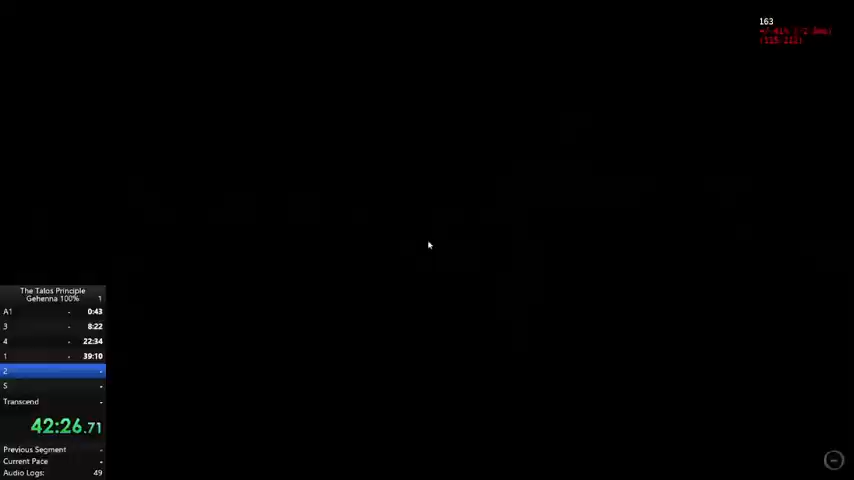 163
The Talos Principle
Gehenna 100% 1
A1 - 0:43
3 - 8:22
4 - 22:34
1 - 39:10
2 -
S -
Transcend -
42:26.71
Previous Segment -
Current Pace -
Audio Logs: 49